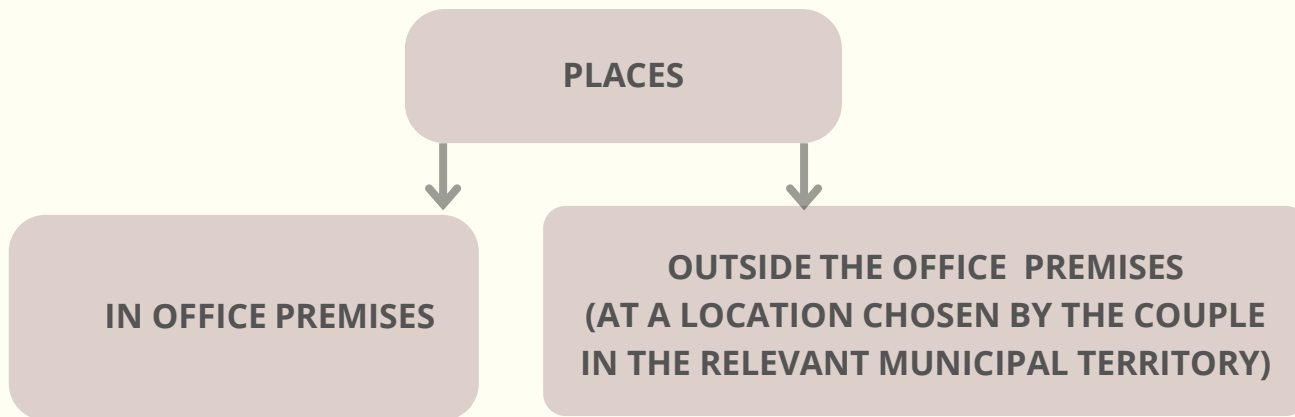 PLACES
IN OFFICE PREMISES
OUTSIDE THE OFFICE PREMISES
(AT A LOCATION CHOSEN BY THE COUPLE
IN THE RELEVANT MUNICIPAL TERRITORY)